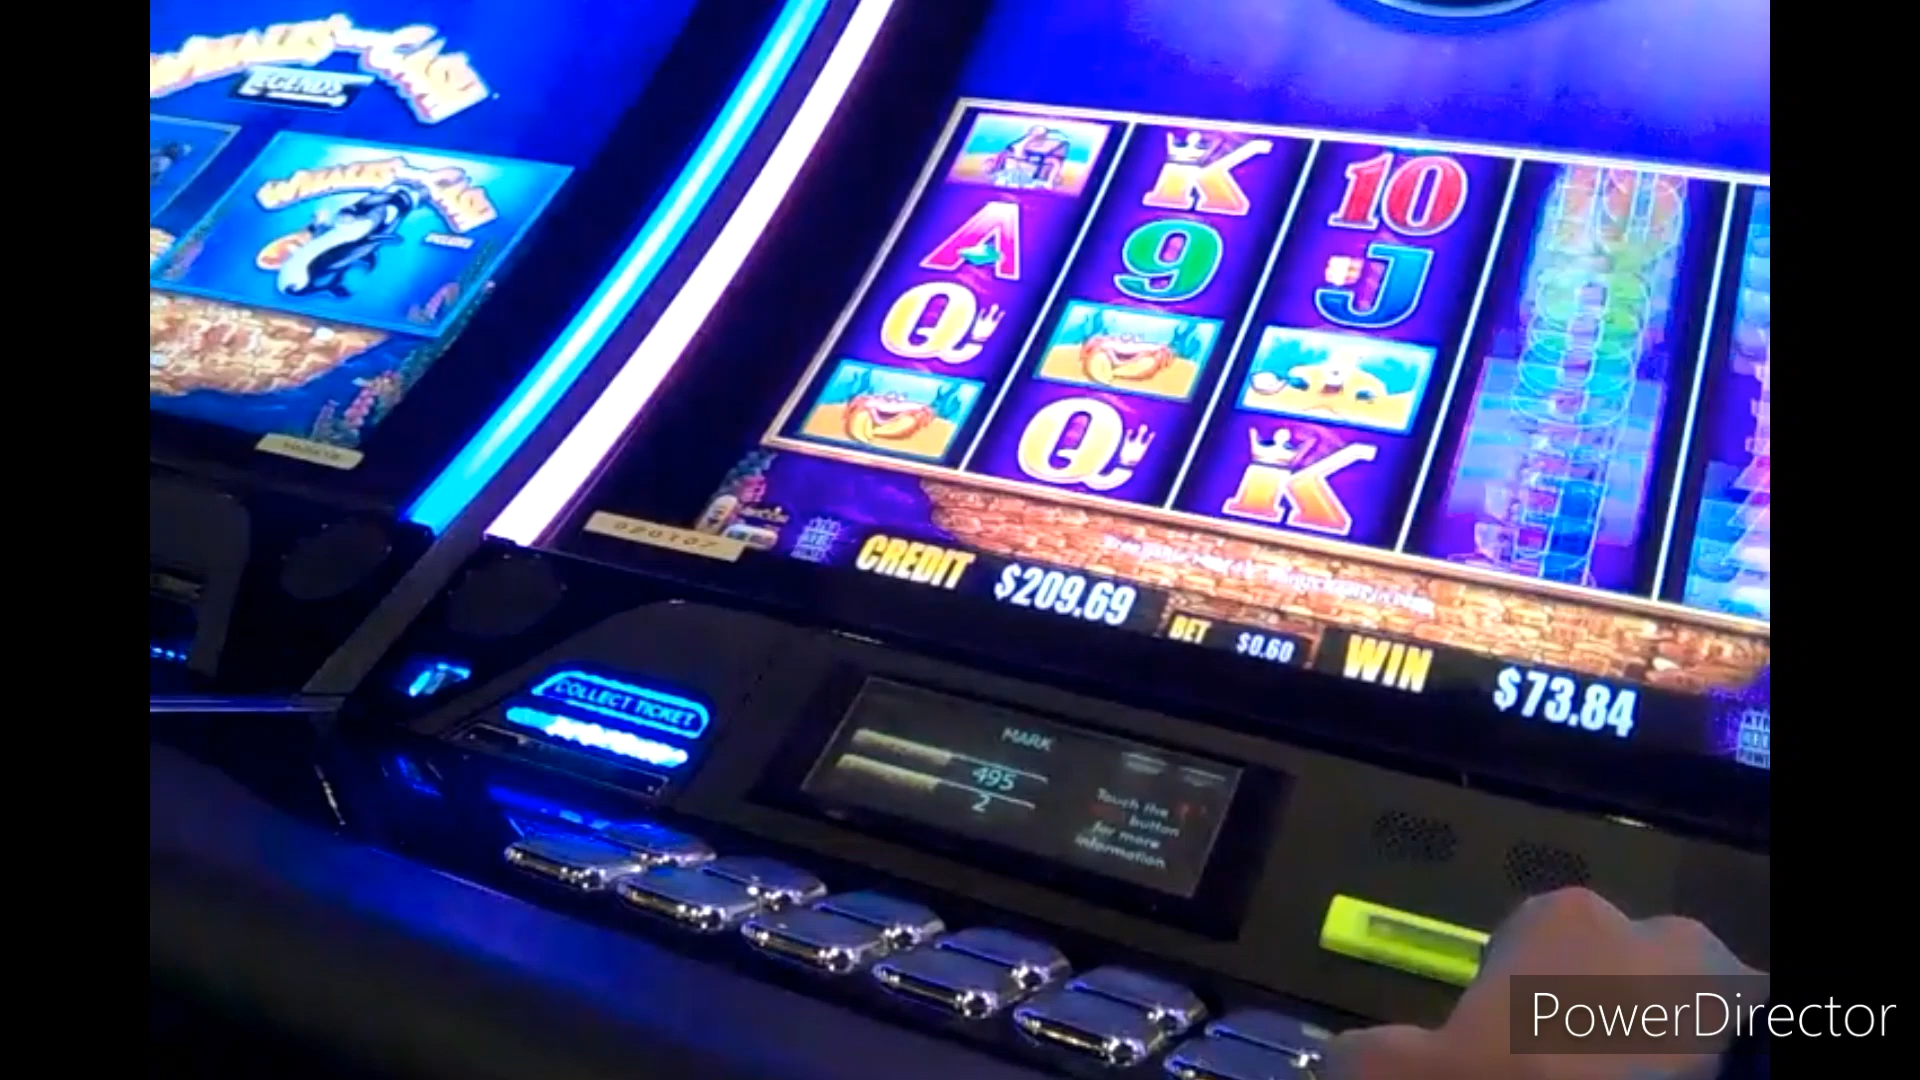 WHALES OF CASH
LEGENDS
WHALES OF CASH
DELUXE
K
10
A
9
J
Q
Q
K
CREDIT $209.69
BET $0.60
WIN $73.84
COLLECT TICKET
MARK
495
2
Touch the
button
for more
information
PowerDirector